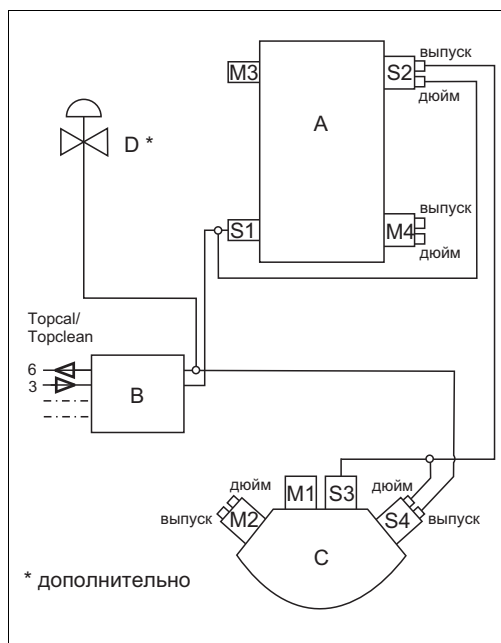 выпуск
M3
S2
дюйм
D *
A
выпуск
S1
M4
дюйм
Topcal/
Topclean
6
3
B
дюйм
M1
S3
дюйм
выпуск
M2
S4
выпуск
C
* дополнительно